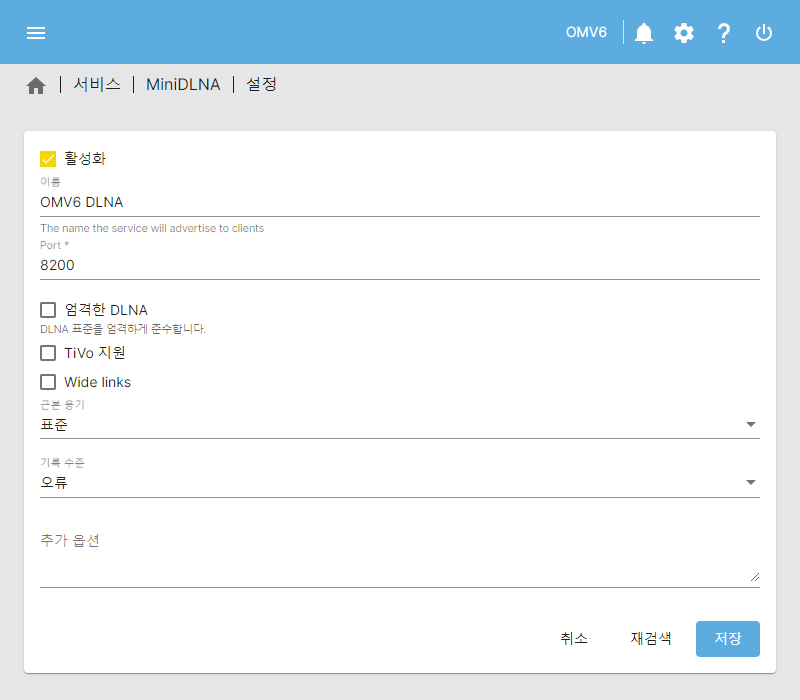 OMV6
서비스 | MiniDLNA | 설정
활성화
이름
OMV6 DLNA
The name the service will advertise to clients
Port *
8200
엄격한 DLNA
DLNA 표준을 엄격하게 준수합니다.
TiVo 지원
Wide links
근본 용기
표준
기록 수준
오류
추가 옵션
취소 재검색 저장